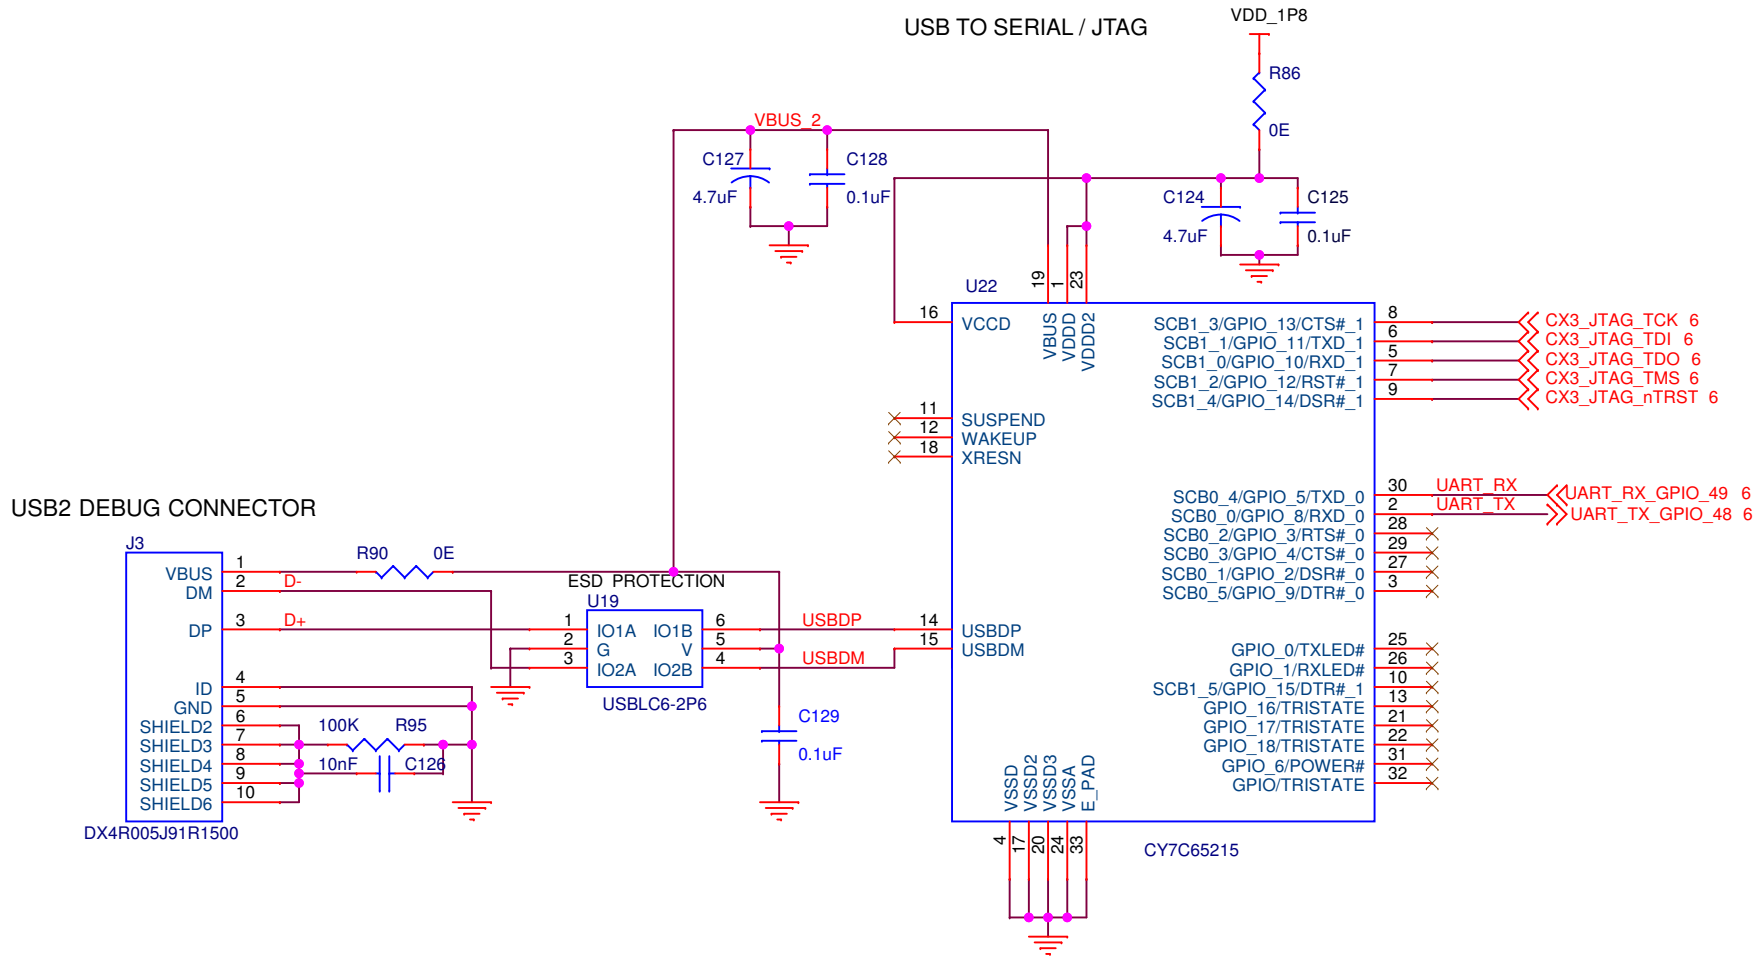 USB TO SERIAL / JTAG
VDD_1P8
R86
0E
VBUS_2
C127
4.7uF
C128
0.1uF
C124
4.7uF
C125
0.1uF
U22
19
1
23
VBUS
VDDD
VDDD2
16
VCCD
11
SUSPEND
12
WAKEUP
18
XRESN
14
USBDP
15
USBDM
SCB1_3/GPIO_13/CTS#_1
8
CX3_JTAG_TCK 6
SCB1_1/GPIO_11/TXD_1
6
CX3_JTAG_TDI 6
SCB1_0/GPIO_10/RXD_1
5
CX3_JTAG_TDO 6
SCB1_2/GPIO_12/RST#_1
7
CX3_JTAG_TMS 6
SCB1_4/GPIO_14/DSR#_1
9
CX3_JTAG_nTRST 6
SCB0_4/GPIO_5/TXD_0
30
UART_RX
UART_RX_GPIO_49 6
SCB0_0/GPIO_8/RXD_0
2
UART_TX
UART_TX_GPIO_48 6
SCB0_2/GPIO_3/RTS#_0
28
SCB0_3/GPIO_4/CTS#_0
29
SCB0_1/GPIO_2/DSR#_0
27
SCB0_5/GPIO_9/DTR#_0
3
GPIO_0/TXLED#
25
GPIO_1/RXLED#
26
SCB1_5/GPIO_15/DTR#_1
10
GPIO_16/TRISTATE
13
GPIO_17/TRISTATE
21
GPIO_18/TRISTATE
22
GPIO_6/POWER#
31
GPIO/TRISTATE
32
VSSD
VSSD2
VSSD3
VSSA
E_PAD
4
17
20
24
33
CY7C65215
USB2 DEBUG CONNECTOR
J3
VBUS
1
DM
2
D-
DP
3
D+
ID
4
GND
5
SHIELD2
6
SHIELD3
7
SHIELD4
8
SHIELD5
9
SHIELD6
10
DX4R005J91R1500
R90
0E
100K
R95
10nF
C126
ESD PROTECTION
U19
1
IO1A
IO1B
6
2
G
V
5
3
IO2A
IO2B
4
USBLC6-2P6
USBDP
USBDM
C129
0.1uF